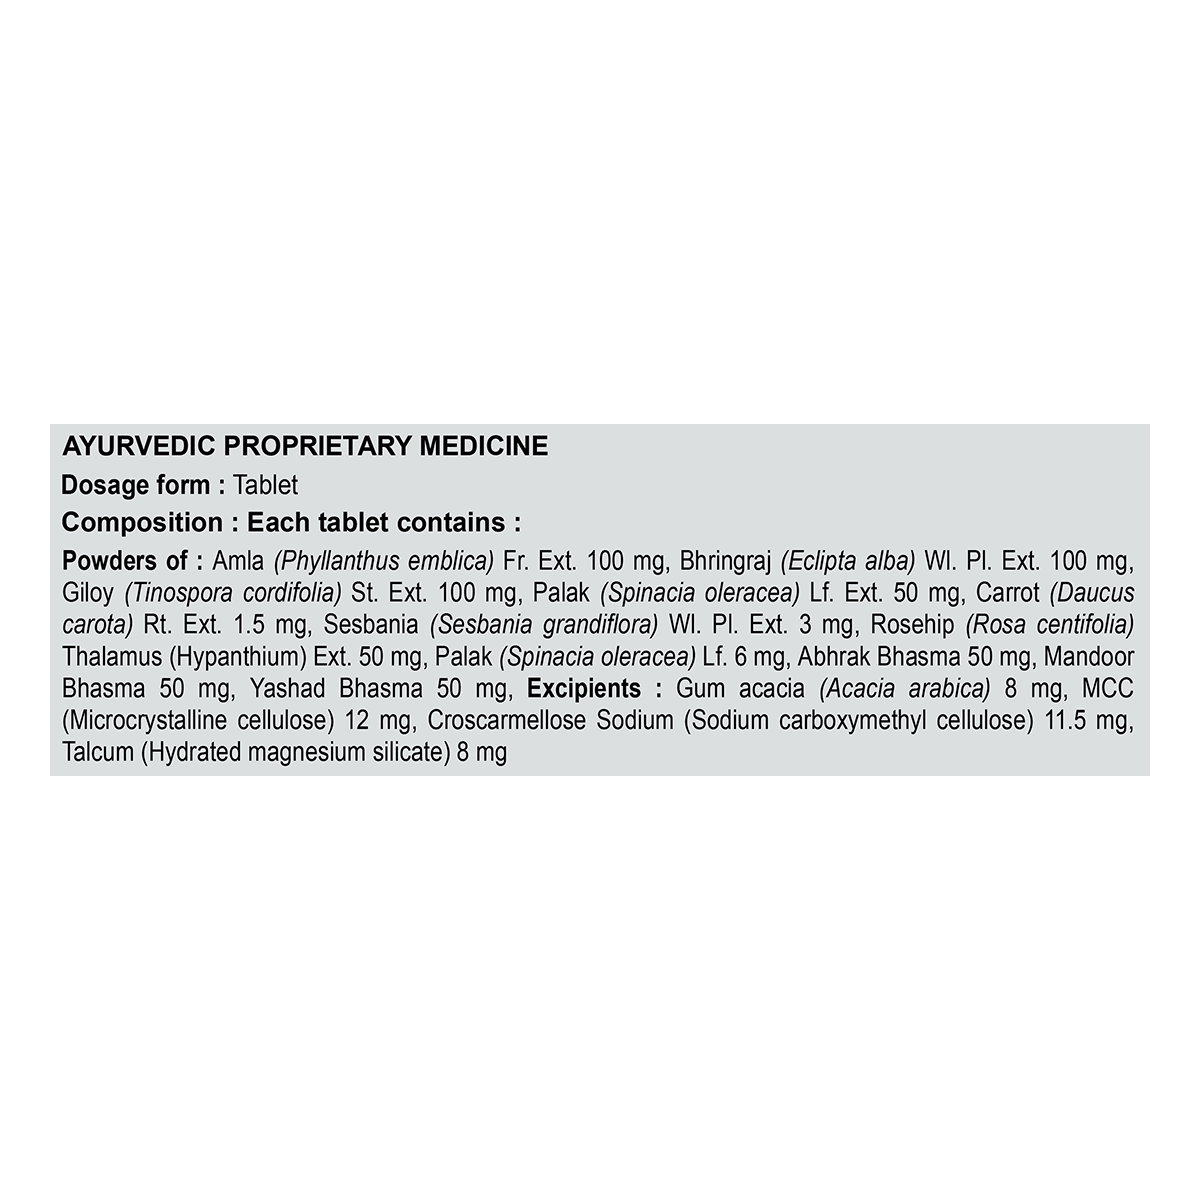 AYURVEDIC PROPRIETARY MEDICINE
Dosage form : Tablet
Composition : Each tablet contains :
Powders of : Amla (Phyllanthus emblica) Fr. Ext. 100 mg, Bhringraj (Eclipta alba) Wl. Pl. Ext. 100 mg,
Giloy (Tinospora cordifolia) St. Ext. 100 mg, Palak (Spinacia oleracea) Lf. Ext. 50 mg, Carrot (Daucus
carota) Rt. Ext. 1.5 mg, Sesbania (Sesbania grandiflora) Wl. Pl. Ext. 3 mg, Rosehip (Rosa centifolia)
Thalamus (Hypanthium) Ext. 50 mg, Palak (Spinacia oleracea) Lf. 6 mg, Abhrak Bhasma 50 mg, Mandoor
Bhasma 50 mg, Yashad Bhasma 50 mg, Excipients : Gum acacia (Acacia arabica) 8 mg, MCC
(Microcrystalline cellulose) 12 mg, Croscarmellose Sodium (Sodium carboxymethyl cellulose) 11.5 mg,
Talcum (Hydrated magnesium silicate) 8 mg